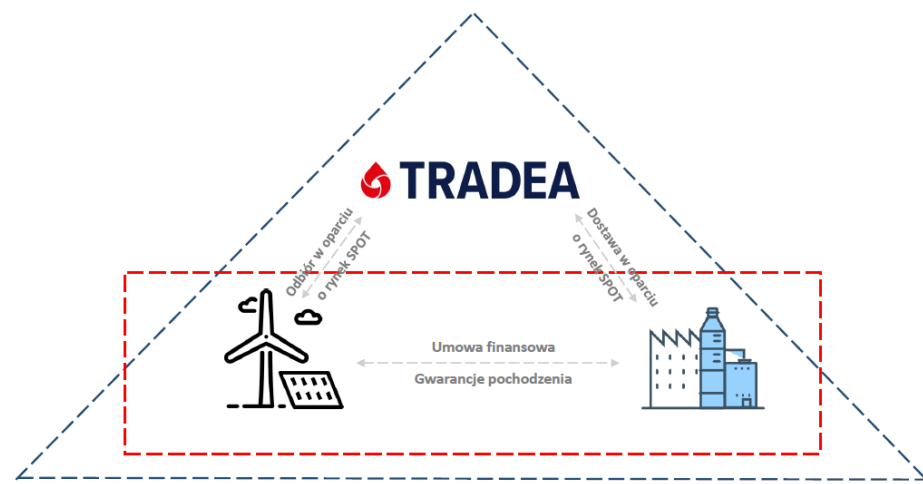 TRADEA
Odbiór w oparciu
o rynek SPOT
Dostawa w oparciu
o rynek SPOT
Umowa finansowa
Gwarancje pochodzenia